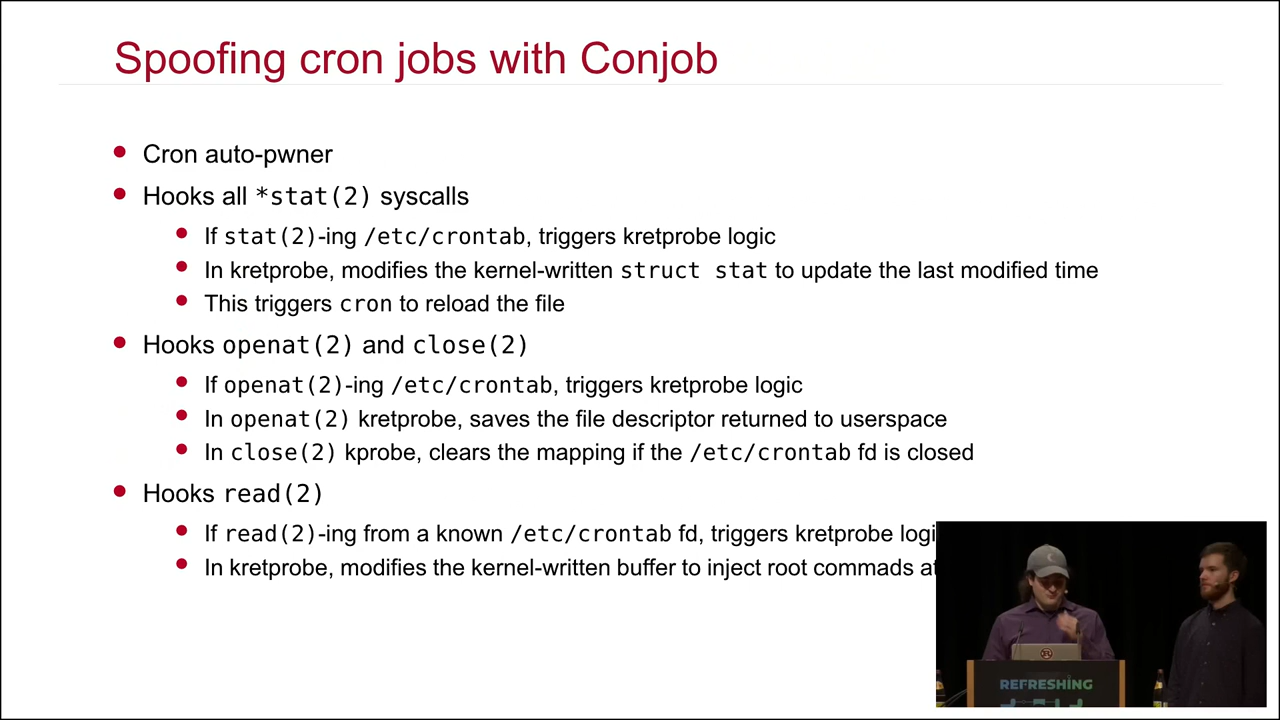 Spoofing cron jobs with Conjob
Cron auto-pwner
Hooks all *stat(2) syscalls
If stat(2)-ing /etc/crontab, triggers kretprobe logic
In kretprobe, modifies the kernel-written struct stat to update the last modified time
This triggers cron to reload the file
Hooks openat(2) and close(2)
If openat(2)-ing /etc/crontab, triggers kretprobe logic
In openat(2) kretprobe, saves the file descriptor returned to userspace
In close(2) kprobe, clears the mapping if the /etc/crontab fd is closed
Hooks read(2)
If read(2)-ing from a known /etc/crontab fd, triggers kretprobe logi
In kretprobe, modifies the kernel-written buffer to inject root commads at
REFRESHING